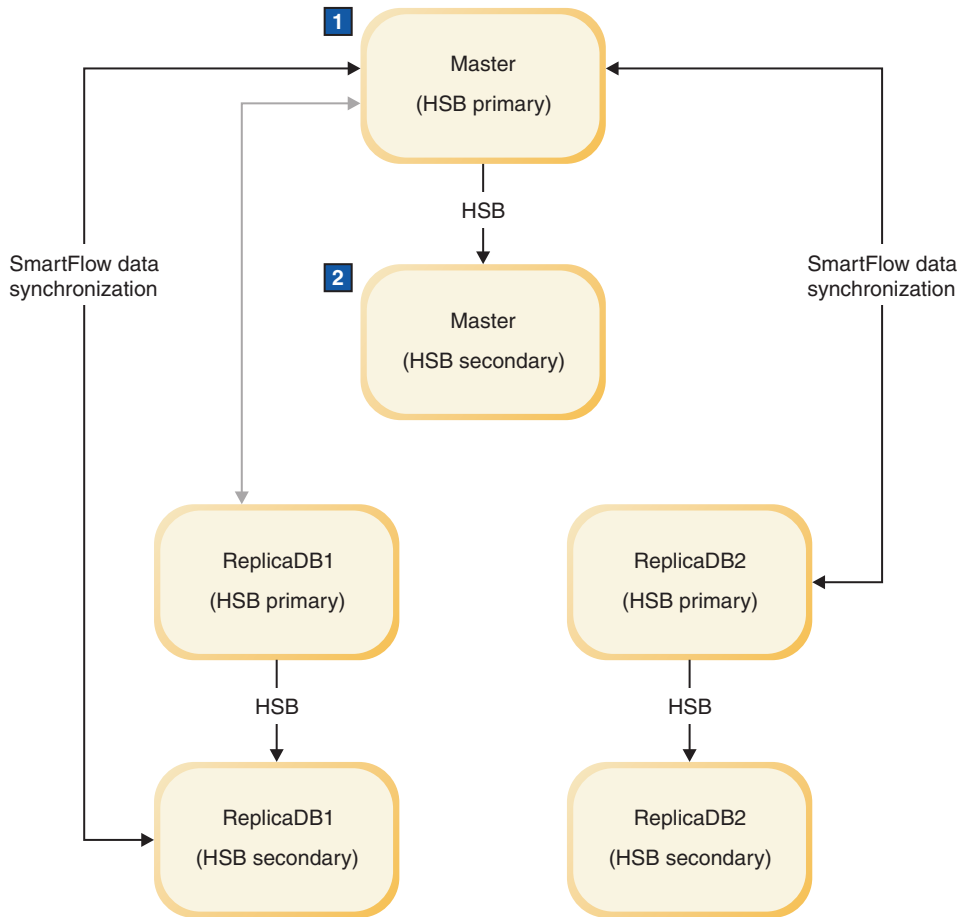 1
Master
(HSB primary)
HSB
SmartFlow data
synchronization
SmartFlow data
synchronization
2
Master
(HSB secondary)
ReplicaDB1
(HSB primary)
ReplicaDB2
(HSB primary)
HSB
HSB
ReplicaDB1
(HSB secondary)
ReplicaDB2
(HSB secondary)